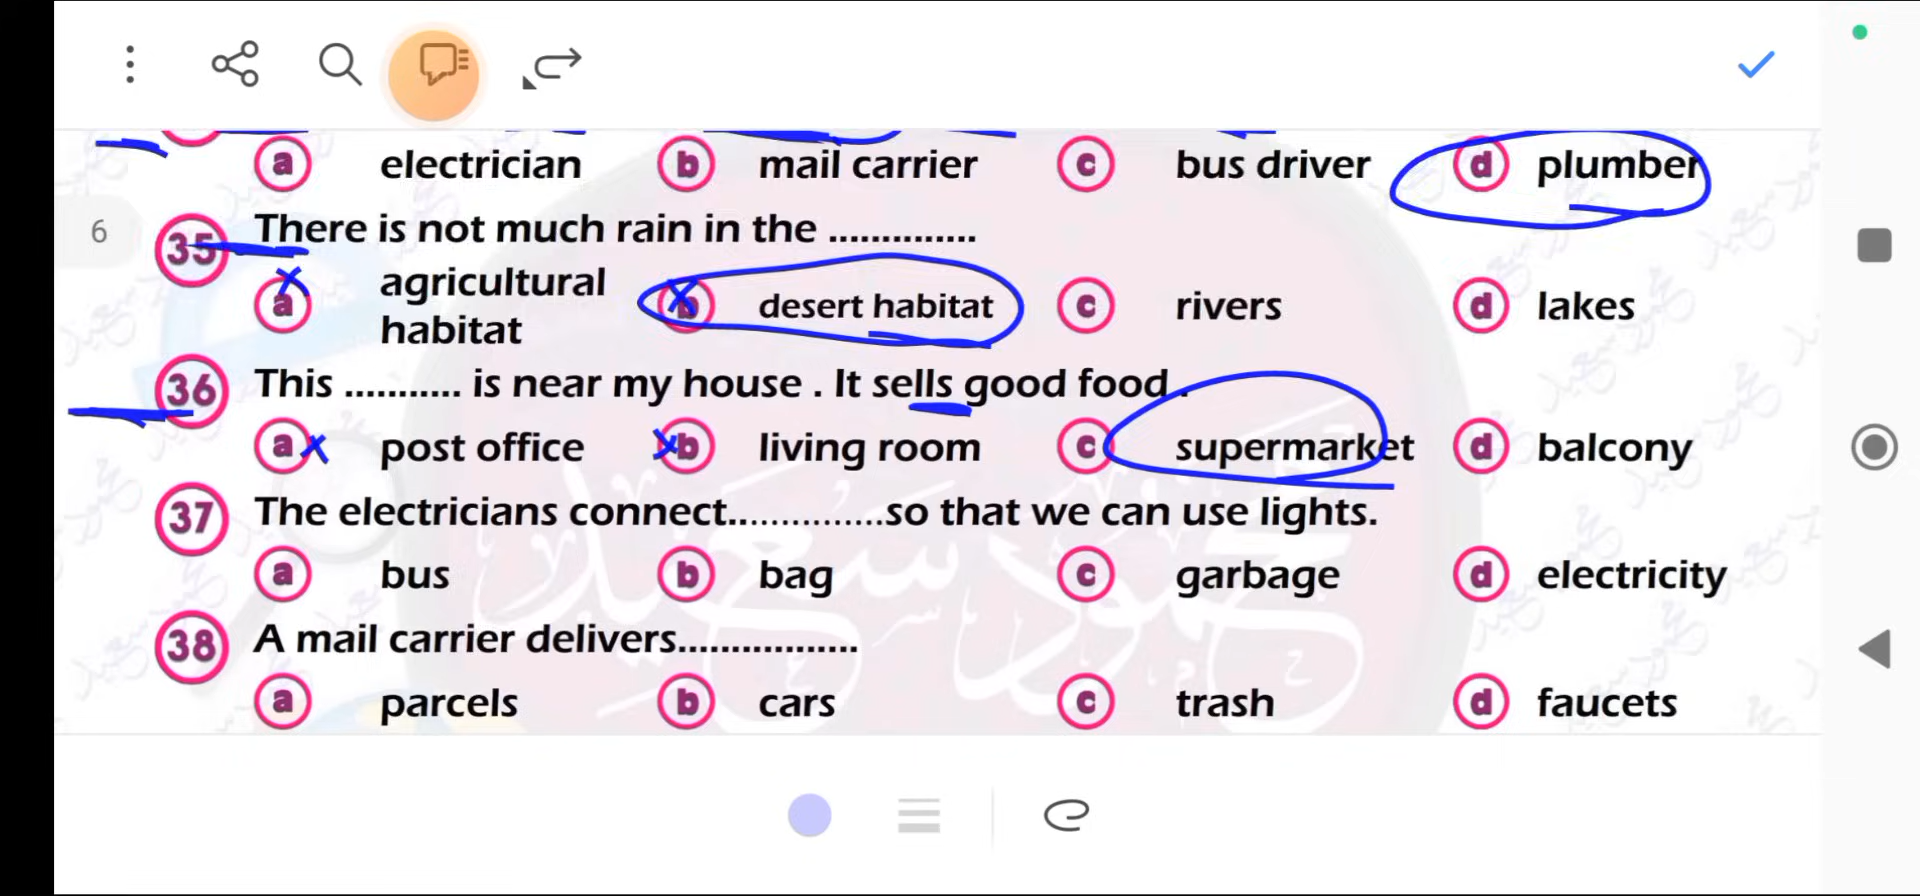 a electrician b mail carrier c bus driver d plumber
6
35 There is not much rain in the ..............
a agricultural habitat b desert habitat c rivers d lakes
36 This ........... is near my house . It sells good food .
a post office b living room c supermarket d balcony
37 The electricians connect................so that we can use lights.
a bus b bag c garbage d electricity
38 A mail carrier delivers.................
a parcels b cars c trash d faucets
محمود سعيد